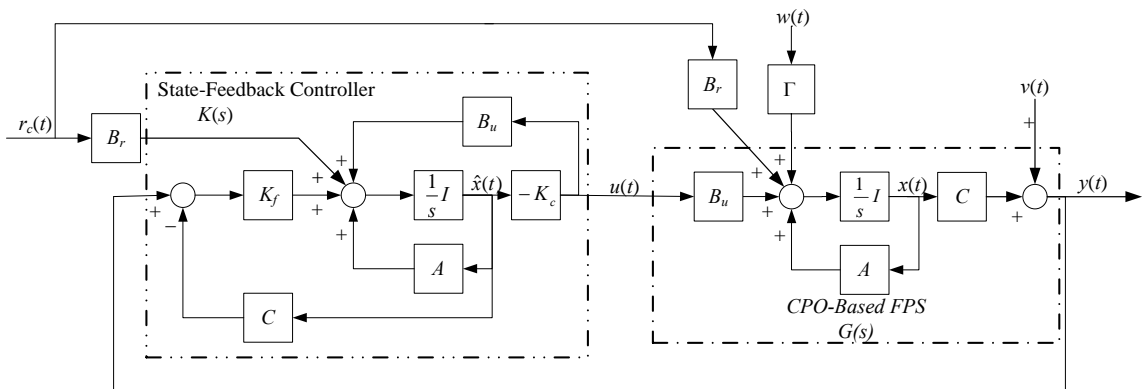 w(t)
B_r
Γ
v(t)
State-Feedback Controller
K(s)
r_c(t)
B_r
B_u
+
+
+
+
+
+
K_f
+
+
1/s I
x̂(t)
-K_c
u(t)
B_u
+
1/s I
x(t)
C
+
y(t)
−
+
A
+
A
C
CPO-Based FPS
G(s)